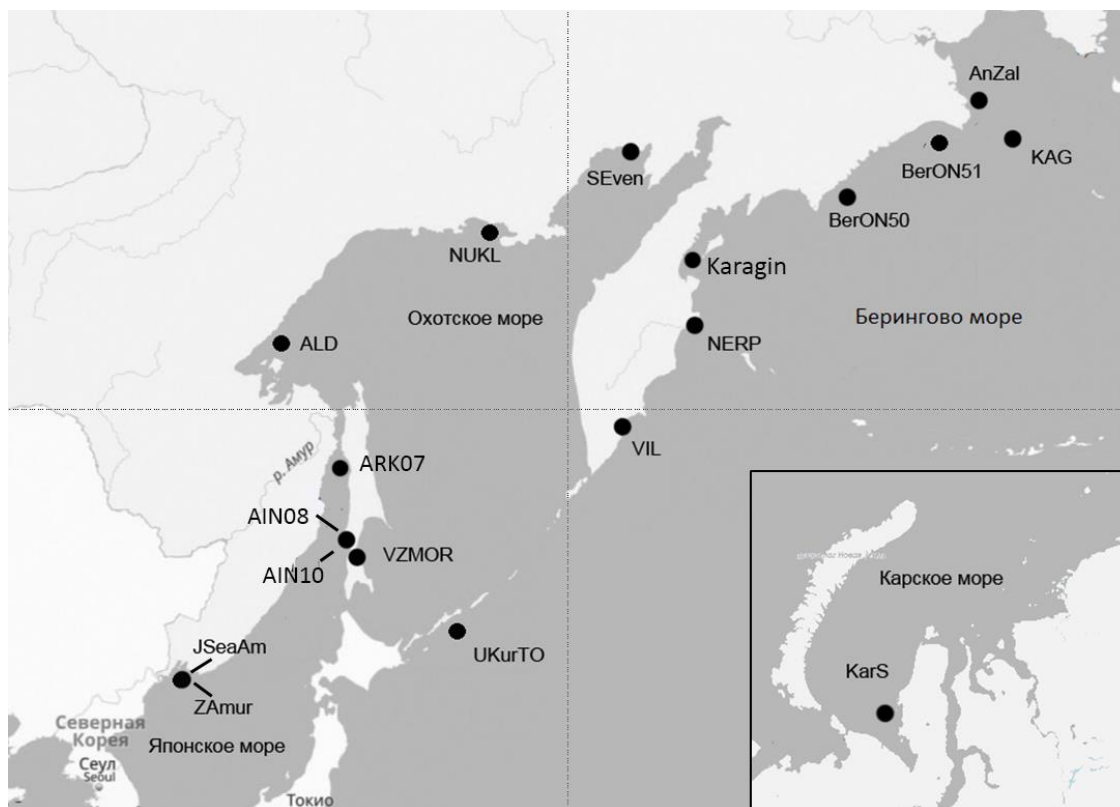 AnZal
KAG
BerON51
SEven
BerON50
NUKL
Karagin
Охотское море
Берингово море
ALD
NERP
VIL
р. Амур
ARK07
AIN08
VZMOR
AIN10
Карское море
JSeaAm
UKurTO
KarS
ZAmur
Северная
Корея
Японское море
Сеул
Seoul
Токио